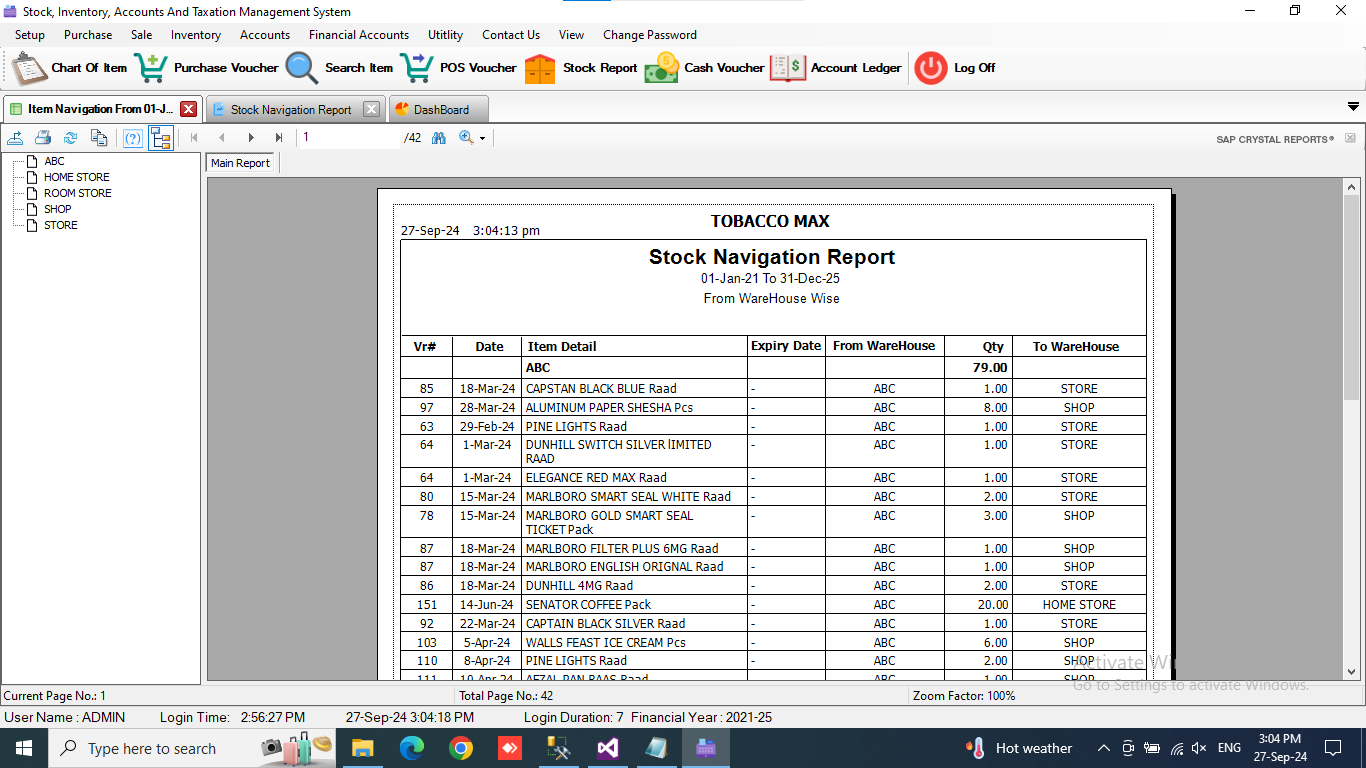 Stock, Inventory, Accounts And Taxation Management System
Setup Purchase Sale Inventory Accounts Financial Accounts Utitlity Contact Us View Change Password
Chart Of Item Purchase Voucher Search Item POS Voucher Stock Report Cash Voucher Account Ledger Log Off
Item Navigation From 01-J... Stock Navigation Report DashBoard
1 /42 SAP CRYSTAL REPORTS®
ABC
HOME STORE
ROOM STORE
SHOP
STORE
Main Report
TOBACCO MAX
27-Sep-24 3:04:13 pm
Stock Navigation Report
01-Jan-21 To 31-Dec-25
From WareHouse Wise
Vr# Date Item Detail Expiry Date From WareHouse Qty To WareHouse
ABC 79.00
85 18-Mar-24 CAPSTAN BLACK BLUE Raad - ABC 1.00 STORE
97 28-Mar-24 ALUMINUM PAPER SHESHA Pcs - ABC 8.00 SHOP
63 29-Feb-24 PINE LIGHTS Raad - ABC 1.00 STORE
64 1-Mar-24 DUNHILL SWITCH SILVER lIMITED - ABC 1.00 STORE
RAAD
64 1-Mar-24 ELEGANCE RED MAX Raad - ABC 1.00 STORE
80 15-Mar-24 MARLBORO SMART SEAL WHITE Raad - ABC 2.00 STORE
78 15-Mar-24 MARLBORO GOLD SMART SEAL - ABC 3.00 SHOP
TICKET Pack
87 18-Mar-24 MARLBORO FILTER PLUS 6MG Raad - ABC 1.00 SHOP
87 18-Mar-24 MARLBORO ENGLISH ORIGNAL Raad - ABC 1.00 SHOP
86 18-Mar-24 DUNHILL 4MG Raad - ABC 2.00 STORE
151 14-Jun-24 SENATOR COFFEE Pack - ABC 20.00 HOME STORE
92 22-Mar-24 CAPTAIN BLACK SILVER Raad - ABC 1.00 STORE
103 5-Apr-24 WALLS FEAST ICE CREAM Pcs - ABC 6.00 SHOP
110 8-Apr-24 PINE LIGHTS Raad - ABC 2.00 SHOP
111 10-Apr-24 AFZAL PAN RAAS Raad - ABC 1.00 SHOP
Activate Wi
Go to Settings to activate Windows.
Current Page No.: 1 Total Page No.: 42 Zoom Factor: 100%
User Name : ADMIN Login Time: 2:56:27 PM 27-Sep-24 3:04:18 PM Login Duration: 7 Financial Year : 2021-25
Type here to search Hot weather ENG 3:04 PM
27-Sep-24